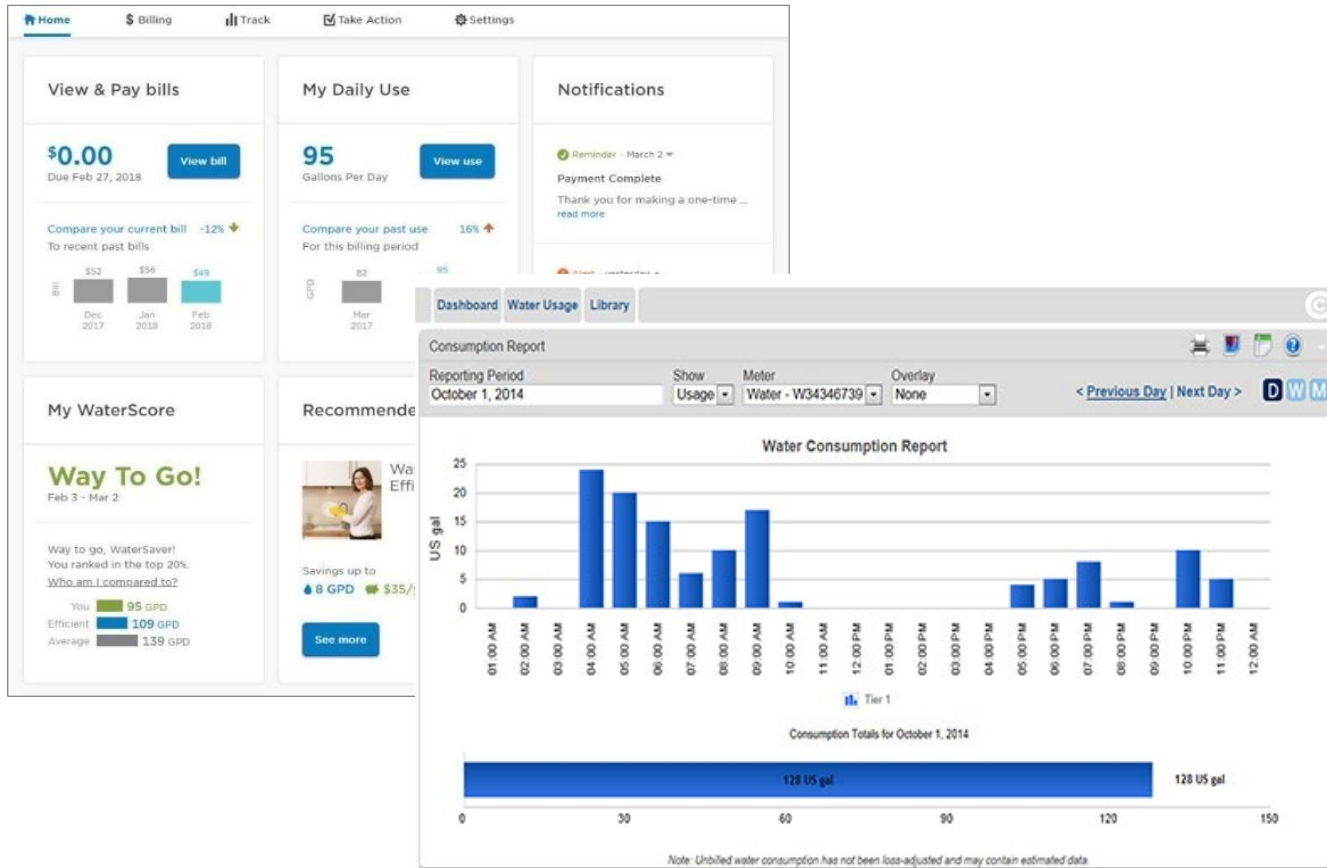 Home $ Billing Track Take Action Settings
View & Pay bills
$0.00
Due Feb 27, 2018
View bill
Compare your current bill -12%
To recent past bills
Bill
$52 $56 $49
Dec Jan Feb
2017 2018 2018
My Daily Use
95
Gallons Per Day
View use
Compare your past use 16%
For this billing period
GPD
82 95
Mar
2017
Notifications
Reminder - March 2
Payment Complete
Thank you for making a one-time ...
read more
Alert - yesterday
My WaterScore
Way To Go!
Feb 3 - Mar 2
Way to go, WaterSaver!
You ranked in the top 20%.
Who am I compared to?
You 95 GPD
Efficient 109 GPD
Average 139 GPD
Recommende
Was
Effi
Savings up to
8 GPD $35/
See more
Dashboard Water Usage Library
Consumption Report
Reporting Period Show Meter Overlay
October 1, 2014 Usage Water - W34346739 None < Previous Day | Next Day > D W M
Water Consumption Report
US gal
25
20
15
10
5
0
01:00 AM 02:00 AM 03:00 AM 04:00 AM 05:00 AM 06:00 AM 07:00 AM 08:00 AM 09:00 AM 10:00 AM 11:00 AM 12:00 PM 01:00 PM 02:00 PM 03:00 PM 04:00 PM 05:00 PM 06:00 PM 07:00 PM 08:00 PM 09:00 PM 10:00 PM 11:00 PM 12:00 AM
Tier 1
Consumption Totals for October 1, 2014
128 US gal 128 US gal
0 30 60 90 120 150
Note: Unbilled water consumption has not been loss-adjusted and may contain estimated data.